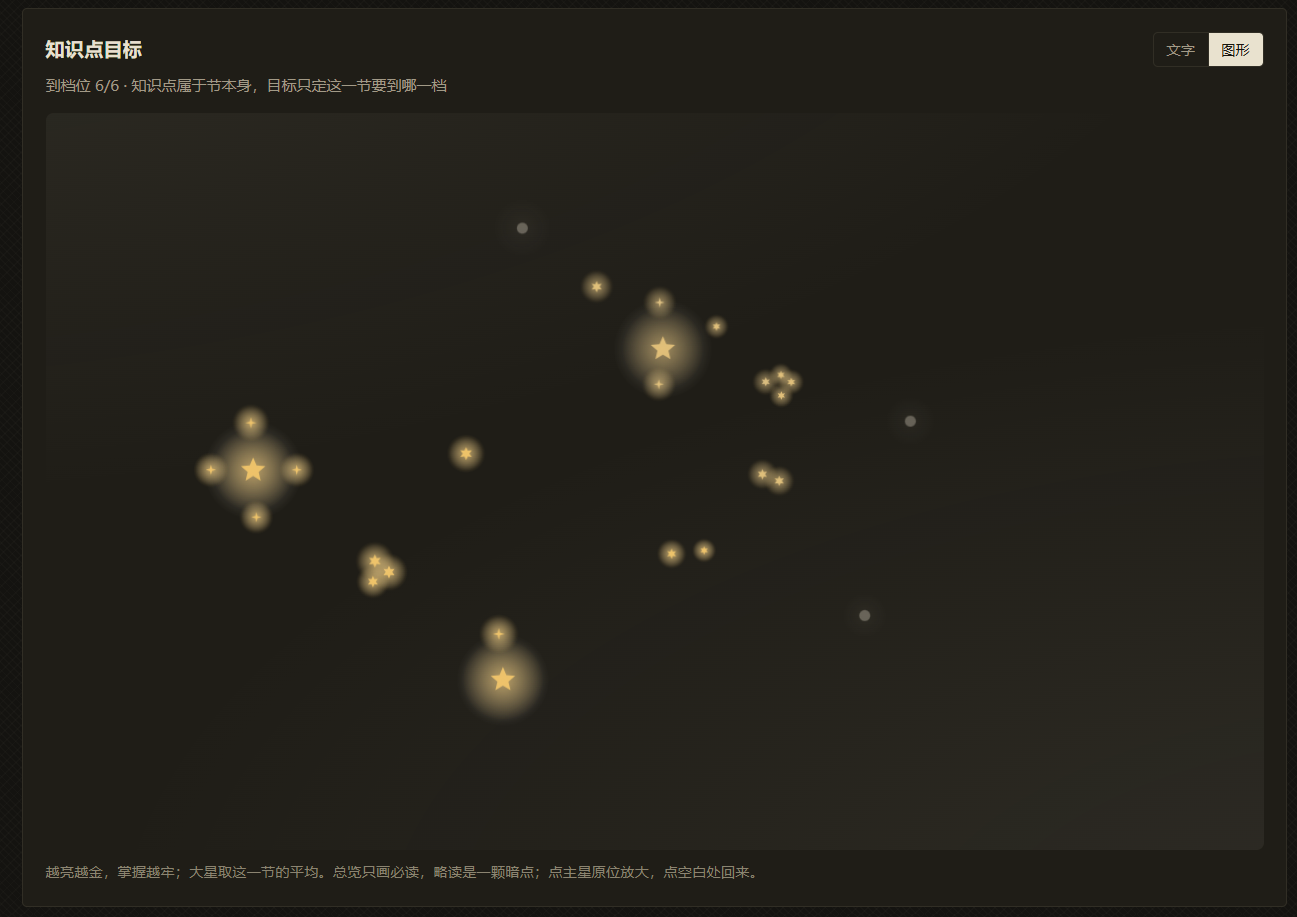 知识点目标
文字 图形
到档位 6/6 · 知识点属于节本身，目标只定这一节要到哪一档
越亮越金，掌握越牢；大星取这一节的平均。总览只画必读，略读是一颗暗点；点主星原位放大，点空白处回来。